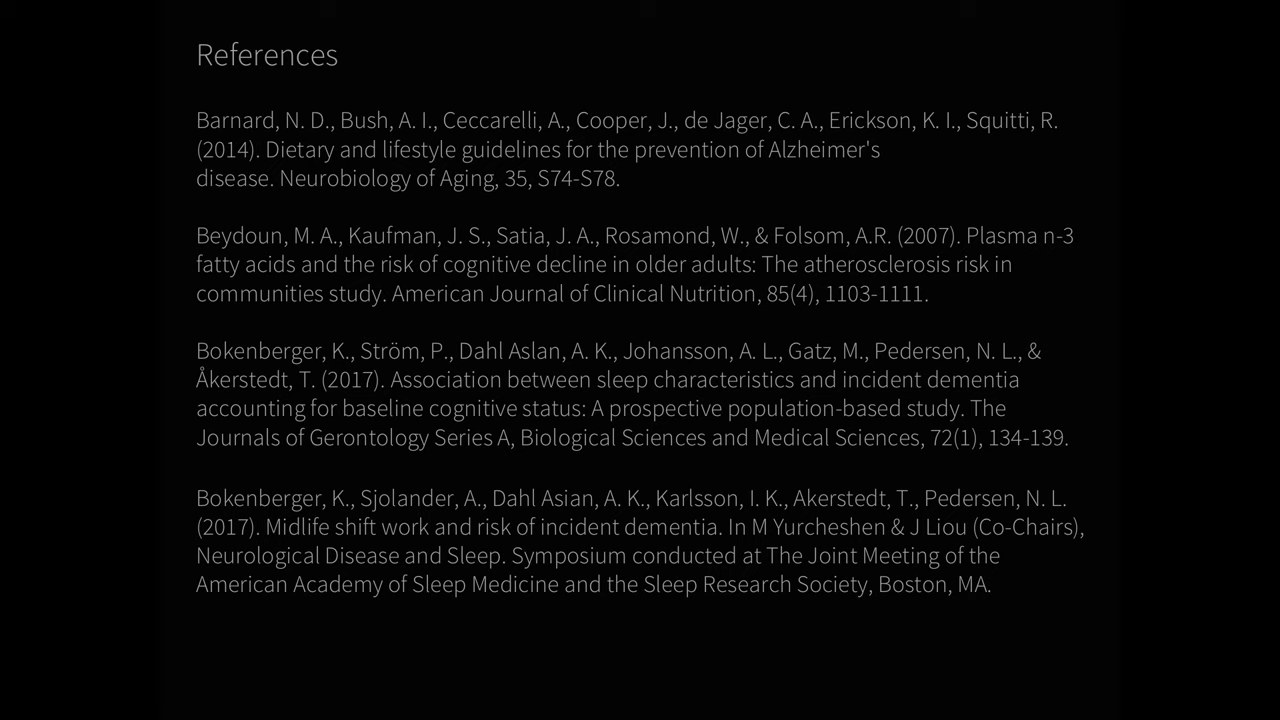 References
Barnard, N. D., Bush, A. I., Ceccarelli, A., Cooper, J., de Jager, C. A., Erickson, K. I., Squitti, R.
(2014). Dietary and lifestyle guidelines for the prevention of Alzheimer's
disease. Neurobiology of Aging, 35, S74-S78.
Beydoun, M. A., Kaufman, J. S., Satia, J. A., Rosamond, W., & Folsom, A.R. (2007). Plasma n-3
fatty acids and the risk of cognitive decline in older adults: The atherosclerosis risk in
communities study. American Journal of Clinical Nutrition, 85(4), 1103-1111.
Bokenberger, K., Ström, P., Dahl Aslan, A. K., Johansson, A. L., Gatz, M., Pedersen, N. L., &
Åkerstedt, T. (2017). Association between sleep characteristics and incident dementia
accounting for baseline cognitive status: A prospective population-based study. The
Journals of Gerontology Series A, Biological Sciences and Medical Sciences, 72(1), 134-139.
Bokenberger, K., Sjolander, A., Dahl Asian, A. K., Karlsson, I. K., Akerstedt, T., Pedersen, N. L.
(2017). Midlife shift work and risk of incident dementia. In M Yurcheshen & J Liou (Co-Chairs),
Neurological Disease and Sleep. Symposium conducted at The Joint Meeting of the
American Academy of Sleep Medicine and the Sleep Research Society, Boston, MA.